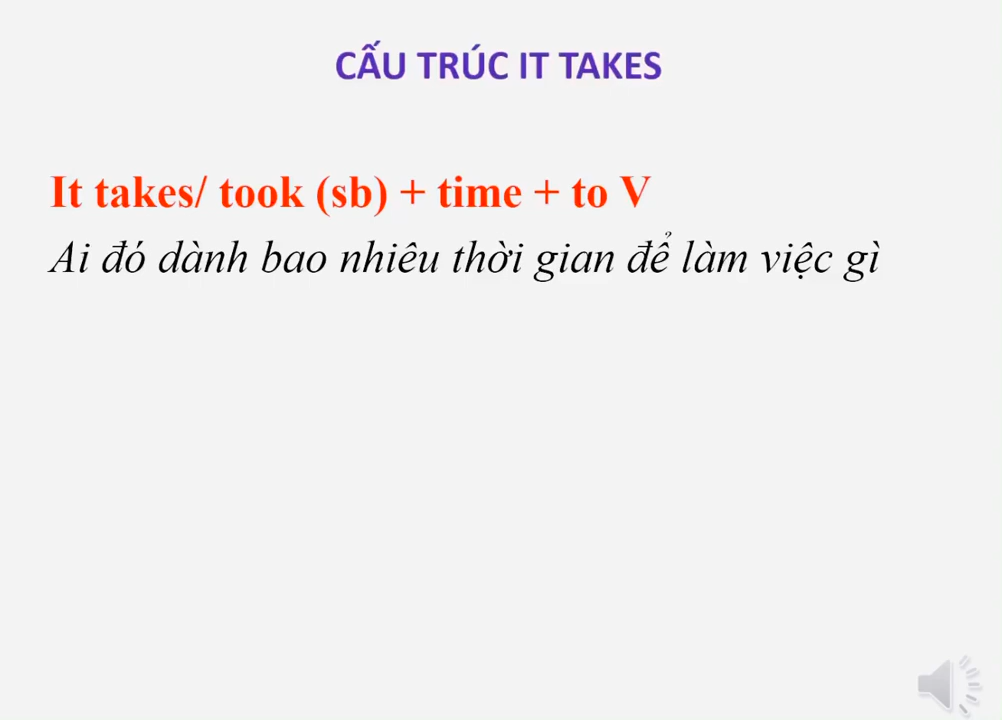 CẤU TRÚC IT TAKES
It takes/ took (sb) + time + to V
Ai đó dành bao nhiêu thời gian để làm việc gì